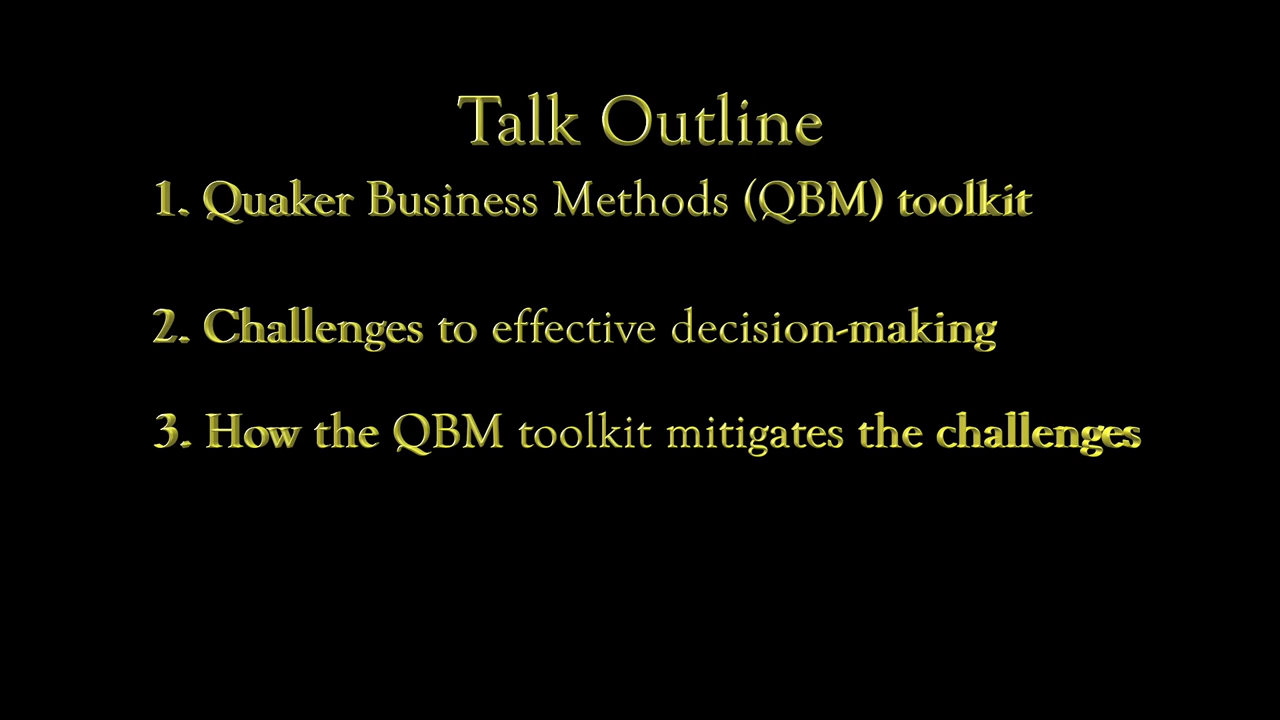 Talk Outline
1. Quaker Business Methods (QBM) toolkit
2. Challenges to effective decision-making
3. How the QBM toolkit mitigates the challenges